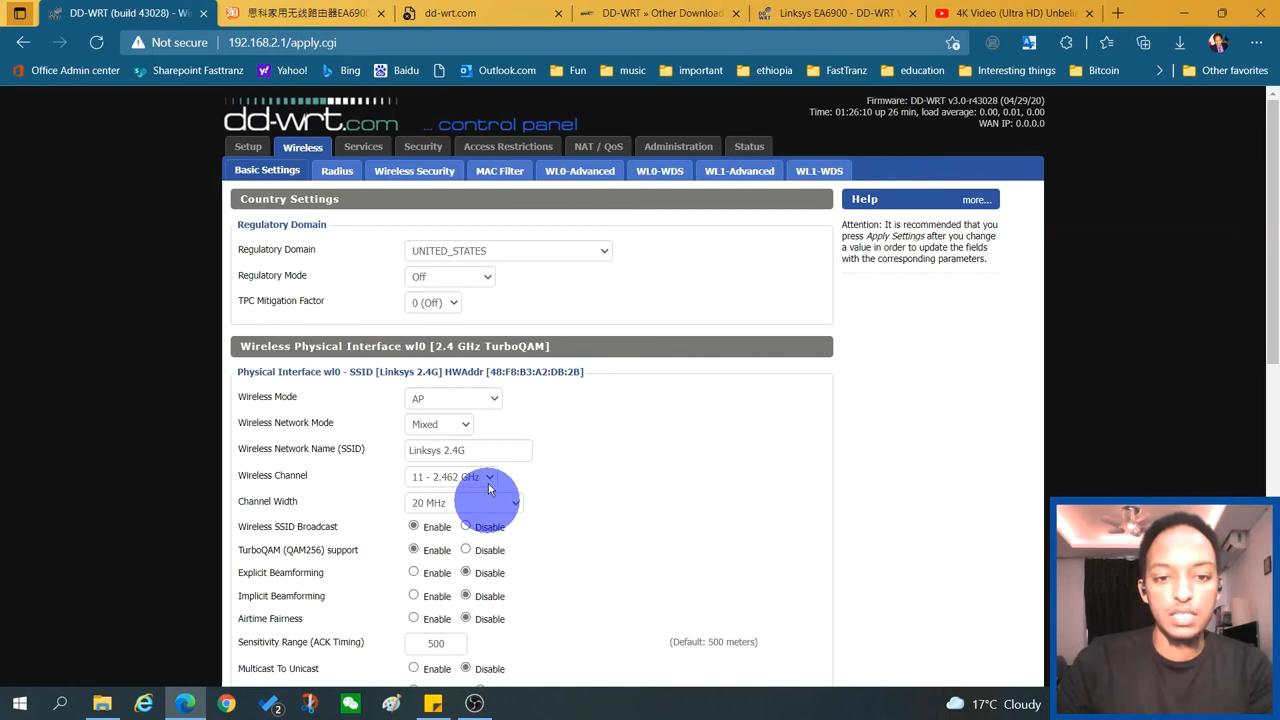 DD-WRT (build 43028) - Wi
思科家用无线路由器EA6900
dd-wrt.com
DD-WRT » Other Download
Linksys EA6900 - DD-WRT
4K Video (Ultra HD) Unbeli
Not secure
192.168.2.1/apply.cgi
Office Admin center
Sharepoint Fasttranz
Yahoo!
Bing
Baidu
Outlook.com
Fun
music
important
ethiopia
FastTranz
education
Interesting things
Bitcoin
Other favorites
dd-wrt.com
... control panel
Firmware: DD-WRT v3.0-r43028 (04/29/20)
Time: 01:26:10 up 26 min, load average: 0.00, 0.01, 0.00
WAN IP: 0.0.0.0
Setup
Wireless
Services
Security
Access Restrictions
NAT / QoS
Administration
Status
Basic Settings
Radius
Wireless Security
MAC Filter
WL0-Advanced
WL0-WDS
WL1-Advanced
WL1-WDS
Country Settings
Regulatory Domain
Regulatory Domain
UNITED_STATES
Regulatory Mode
Off
TPC Mitigation Factor
0 (Off)
Wireless Physical Interface wl0 [2.4 GHz TurboQAM]
Physical Interface wl0 - SSID [Linksys 2.4G] HWAddr [48:F8:B3:A2:DB:2B]
Wireless Mode
AP
Wireless Network Mode
Mixed
Wireless Network Name (SSID)
Linksys 2.4G
Wireless Channel
11 - 2.462 GHz
Channel Width
20 MHz
Wireless SSID Broadcast
Enable
Disable
TurboQAM (QAM256) support
Enable
Disable
Explicit Beamforming
Enable
Disable
Implicit Beamforming
Enable
Disable
Airtime Fairness
Enable
Disable
Sensitivity Range (ACK Timing)
500
(Default: 500 meters)
Multicast To Unicast
Enable
Disable
Help
more...
Attention: It is recommended that you
press Apply Settings after you change
a value in order to update the fields
with the corresponding parameters.
2
17°C Cloudy